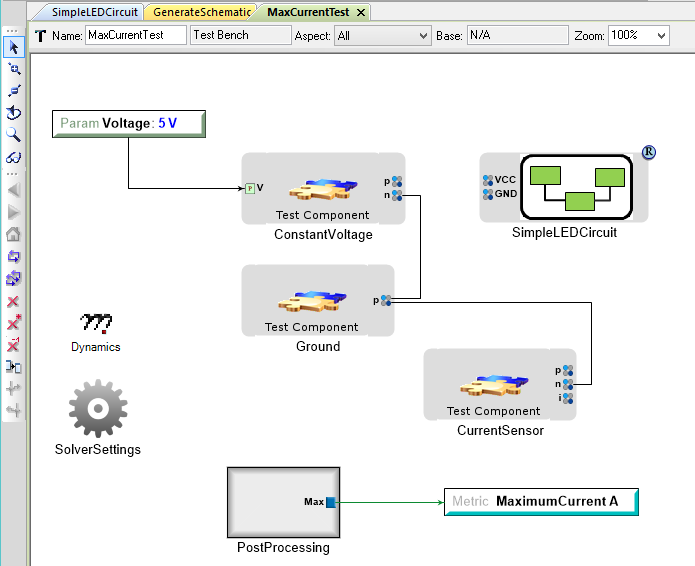 SimpleLEDCircuit GenerateSchematic MaxCurrentTest
Name: MaxCurrentTest Test Bench Aspect: All Base: N/A Zoom: 100%
Param Voltage: 5 V
R
P V
p
n
Test Component
ConstantVoltage
VCC
GND
SimpleLEDCircuit
p
Test Component
Ground
Dynamics
p
n
i
Test Component
CurrentSensor
SolverSettings
Max
Metric MaximumCurrent A
PostProcessing